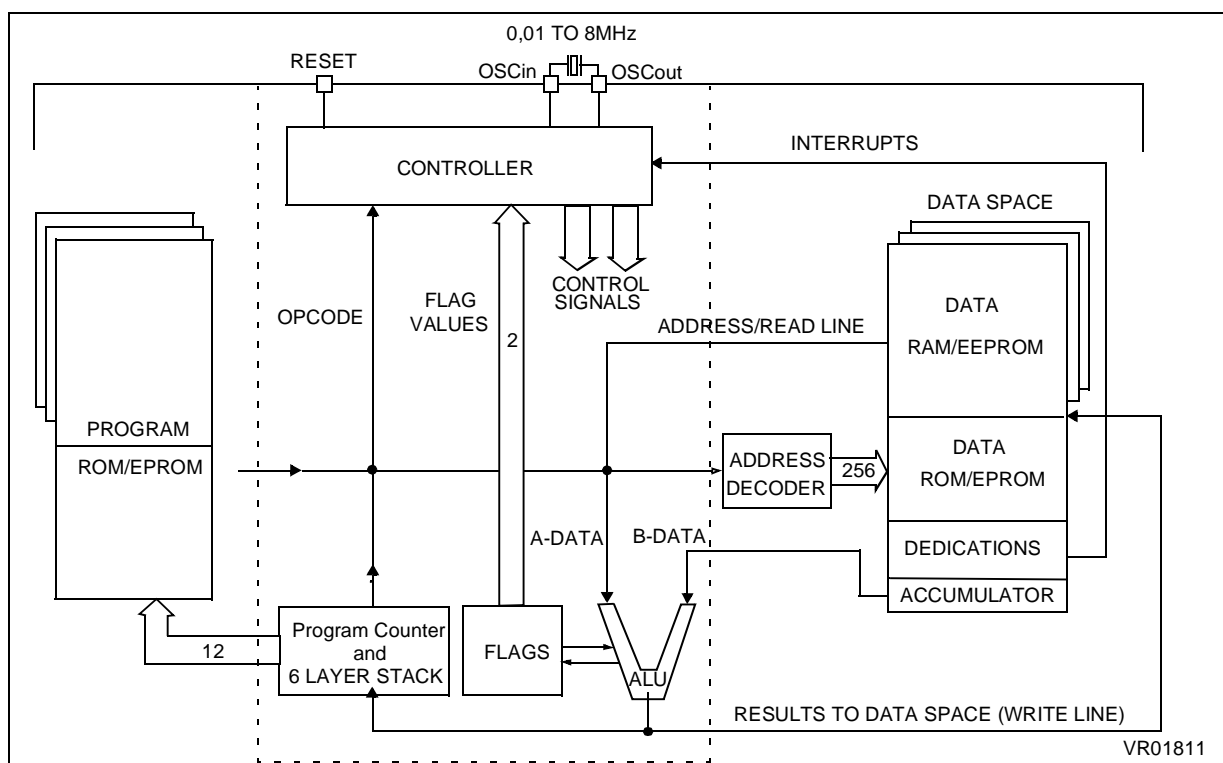 0,01 TO 8MHz
RESET
OSCin
OSCout
INTERRUPTS
CONTROLLER
DATA SPACE
OPCODE
FLAG
VALUES
2
CONTROL
SIGNALS
ADDRESS/READ LINE
DATA
RAM/EEPROM
PROGRAM
ROM/EPROM
ADDRESS
DECODER
256
DATA
ROM/EPROM
A-DATA
B-DATA
DEDICATIONS
ACCUMULATOR
12
Program Counter
and
6 LAYER STACK
FLAGS
ALU
RESULTS TO DATA SPACE (WRITE LINE)
VR01811